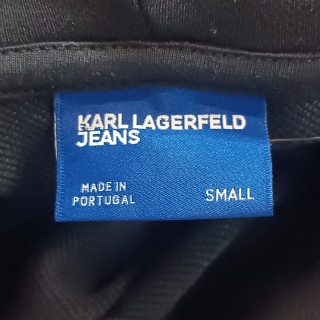 KARL LAGERFELD
JEANS
MADE IN
PORTUGAL
SMALL